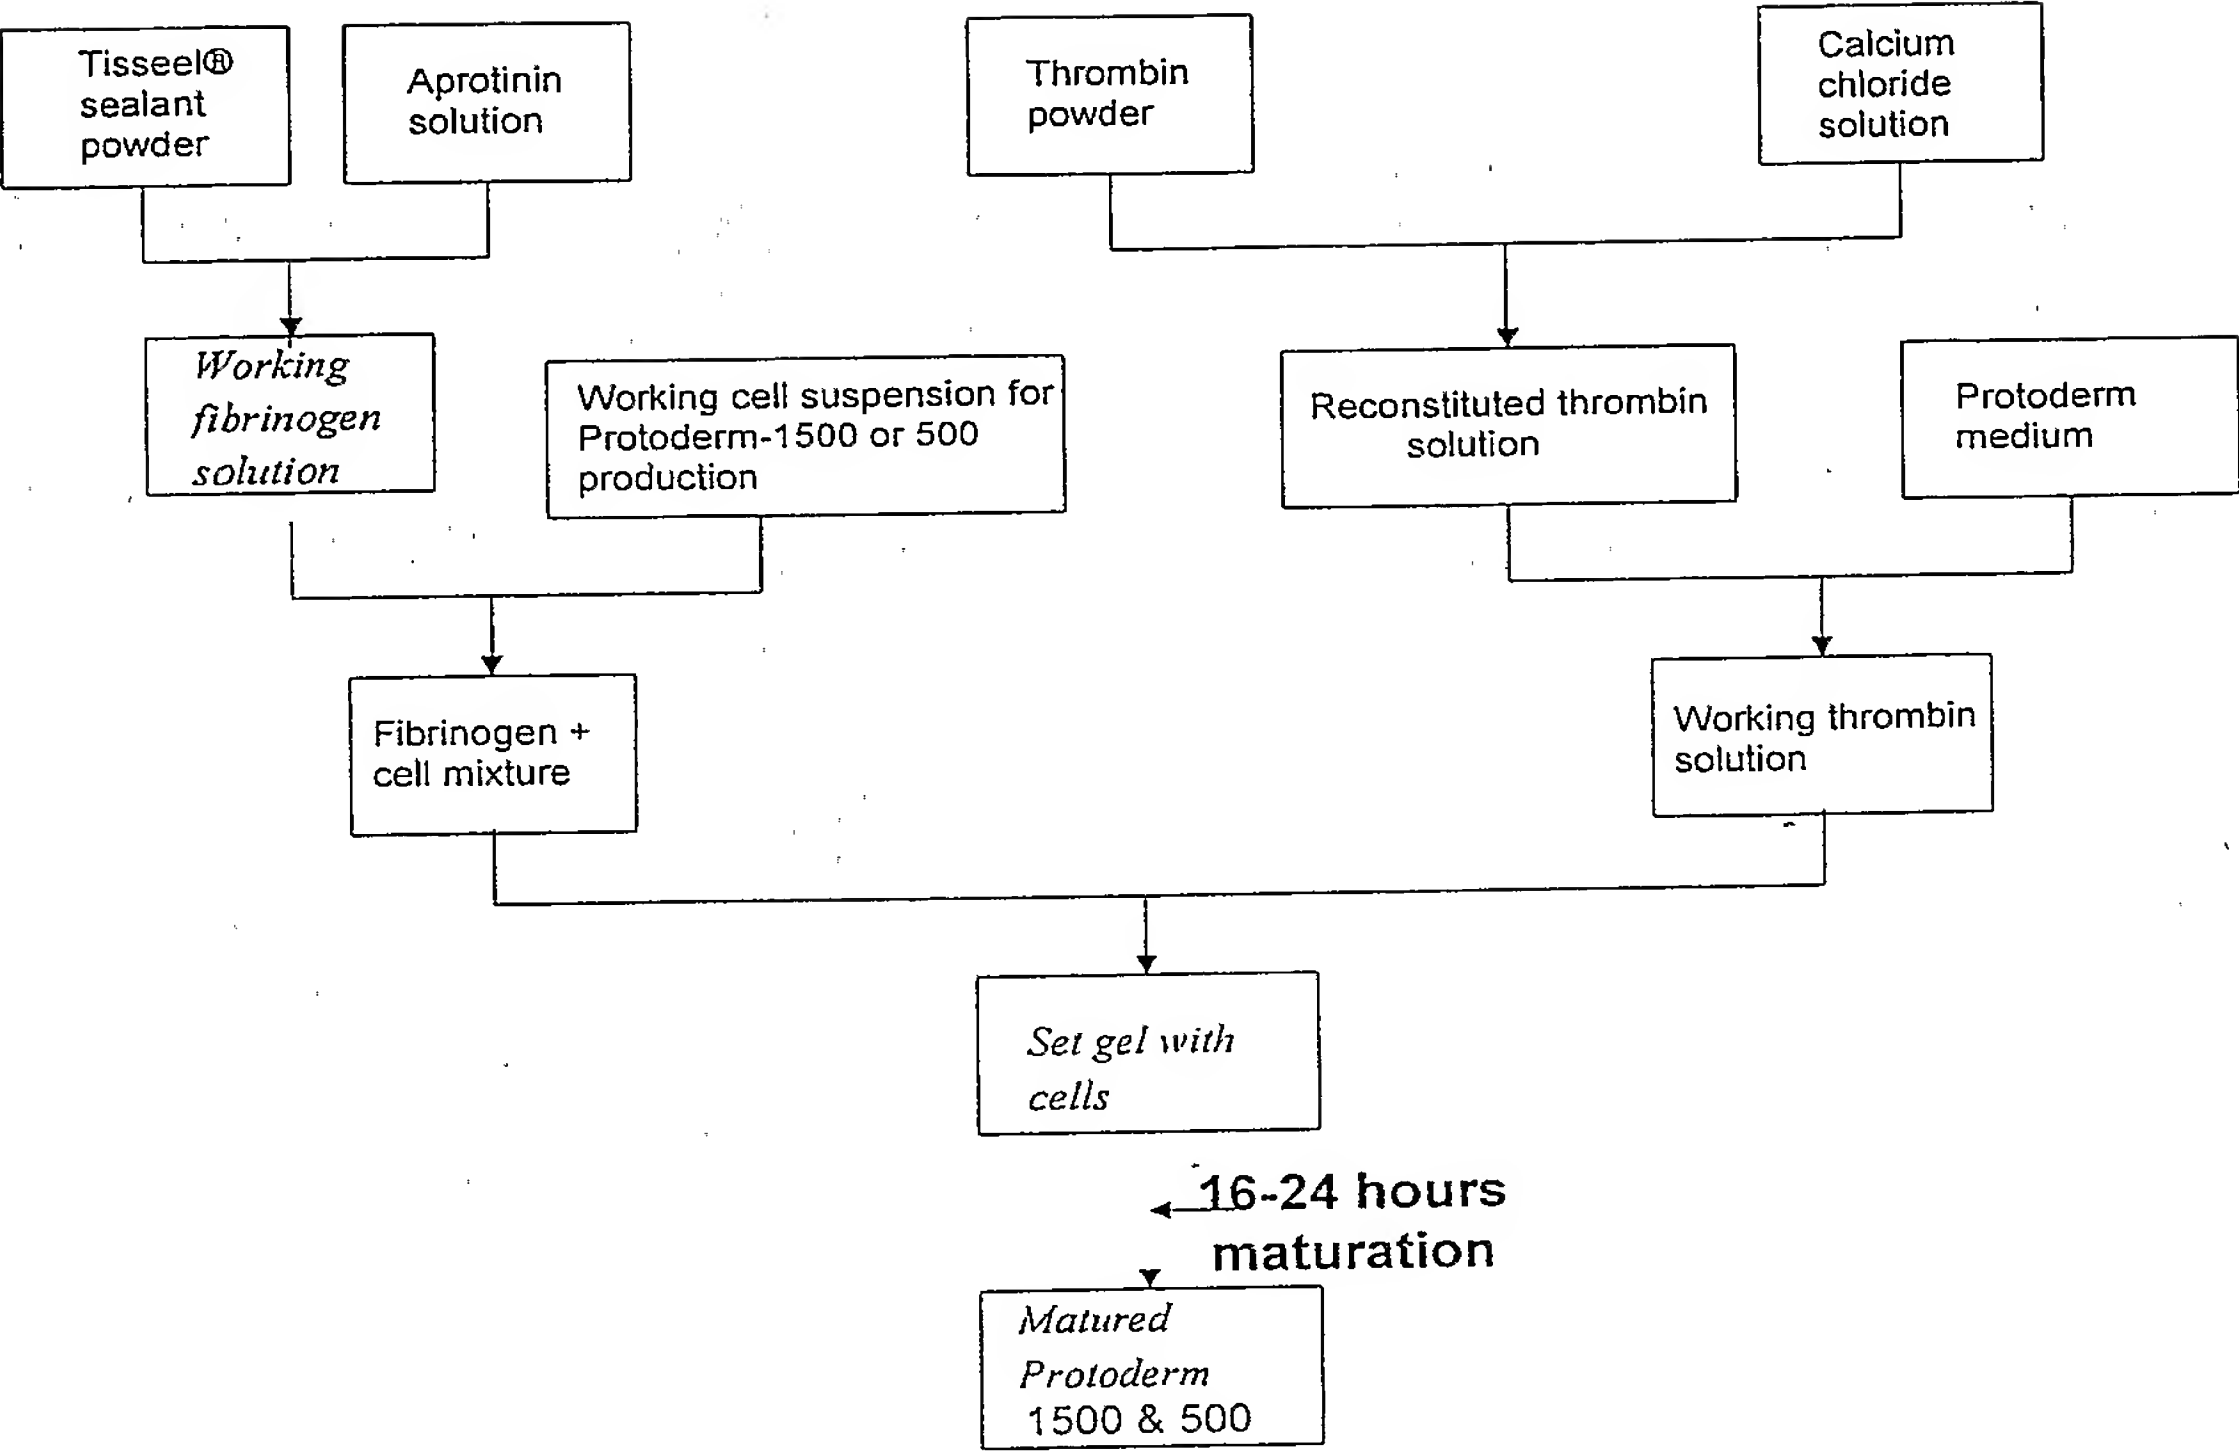 Tisseel®
sealant
powder
Aprotinin
solution
Thrombin
powder
Calcium
chloride
solution
Working
fibrinogen
solution
Working cell suspension for
Protoderm-1500 or 500
production
Reconstituted thrombin
solution
Protoderm
medium
Fibrinogen +
cell mixture
Working thrombin
solution
Set gel with
cells
16-24 hours
maturation
Matured
Protoderm
1500 & 500